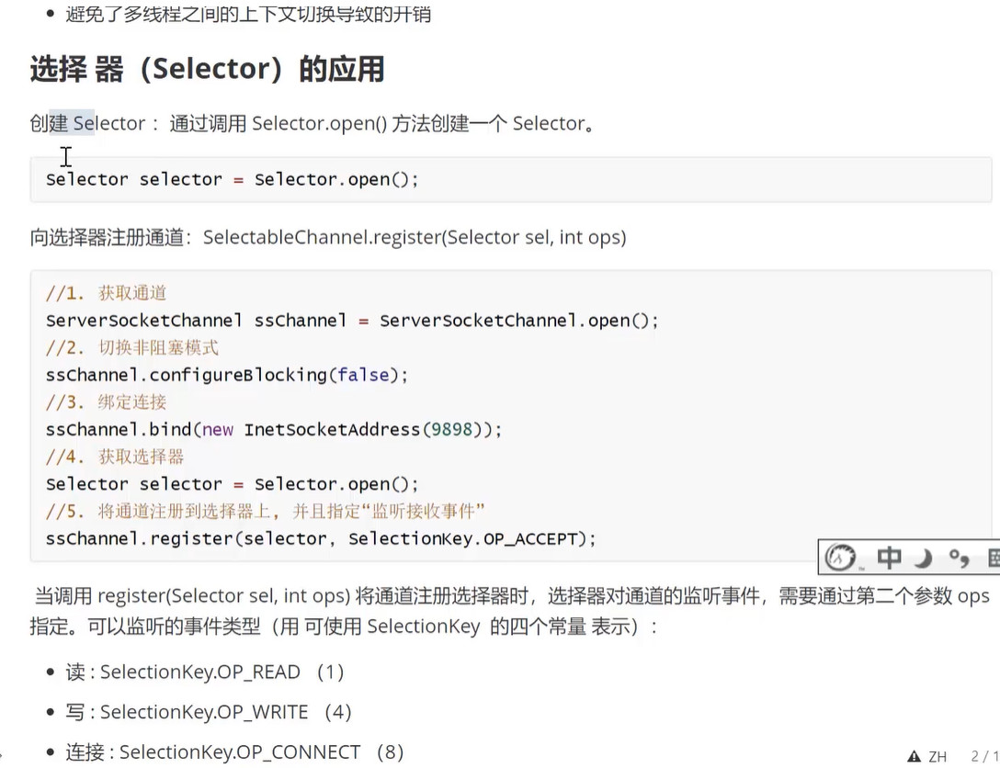 避免了多线程之间的上下文切换导致的开销
选择 器（Selector）的应用
创建 Selector ：通过调用 Selector.open() 方法创建一个 Selector。
Selector selector = Selector.open();
向选择器注册通道：SelectableChannel.register(Selector sel, int ops)
//1. 获取通道
ServerSocketChannel ssChannel = ServerSocketChannel.open();
//2. 切换非阻塞模式
ssChannel.configureBlocking(false);
//3. 绑定连接
ssChannel.bind(new InetSocketAddress(9898));
//4. 获取选择器
Selector selector = Selector.open();
//5. 将通道注册到选择器上, 并且指定“监听接收事件”
ssChannel.register(selector, SelectionKey.OP_ACCEPT);
中
当调用 register(Selector sel, int ops) 将通道注册选择器时，选择器对通道的监听事件，需要通过第二个参数 ops
指定。可以监听的事件类型（用 可使用 SelectionKey 的四个常量 表示）：
读 : SelectionKey.OP_READ （1）
写 : SelectionKey.OP_WRITE （4）
连接 : SelectionKey.OP_CONNECT （8）
ZH 2 / 1